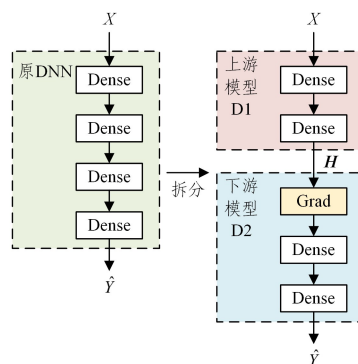 X
原DNN
Dense
Dense
Dense
Dense
Ŷ
拆分
X
上游
模型
D1
Dense
Dense
H
下游
模型
D2
Grad
Dense
Dense
Ŷ